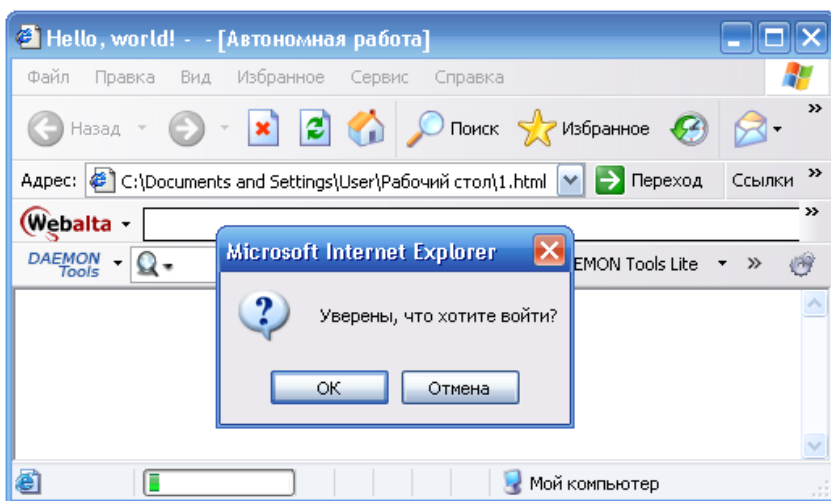 Hello, world! - - [Автономная работа]
Файл Правка Вид Избранное Сервис Справка
Назад Поиск Избранное »
Адрес: C:\Documents and Settings\User\Рабочий стол\1.html Переход Ссылки »
Webalta »
DAEMON Tools EMON Tools Lite »
Microsoft Internet Explorer
Уверены, что хотите войти?
OK Отмена
Мой компьютер